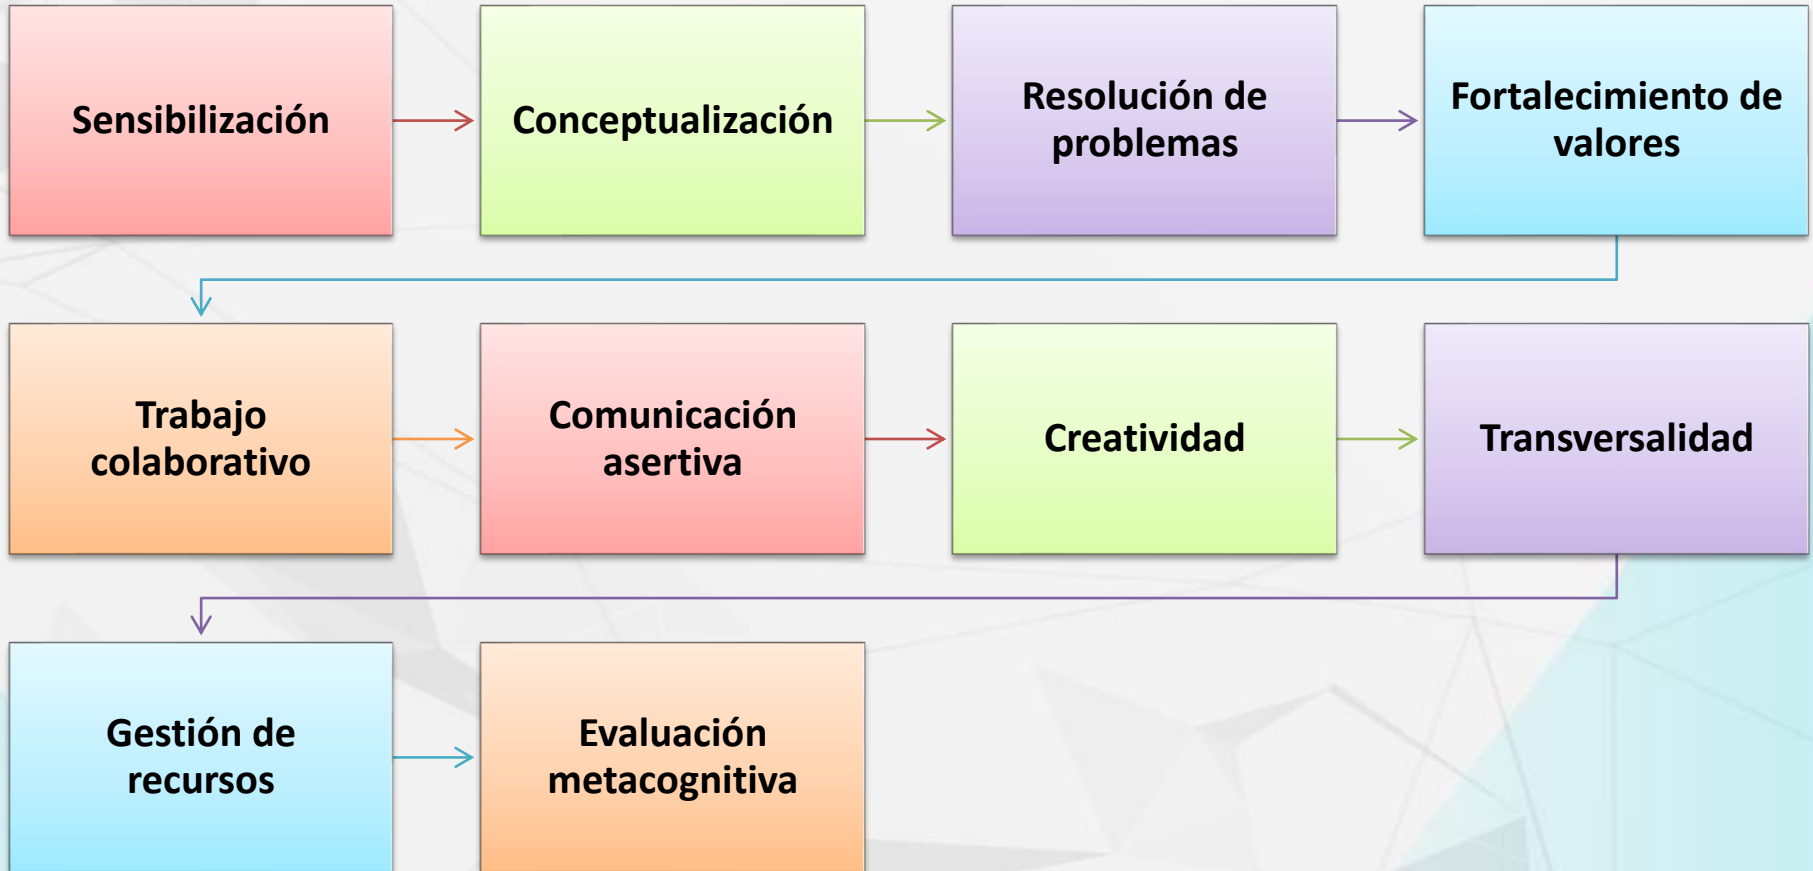 Sensibilización
Conceptualización
Resolución de
problemas
Fortalecimiento de
valores
Trabajo
colaborativo
Comunicación
asertiva
Creatividad
Transversalidad
Gestión de
recursos
Evaluación
metacognitiva